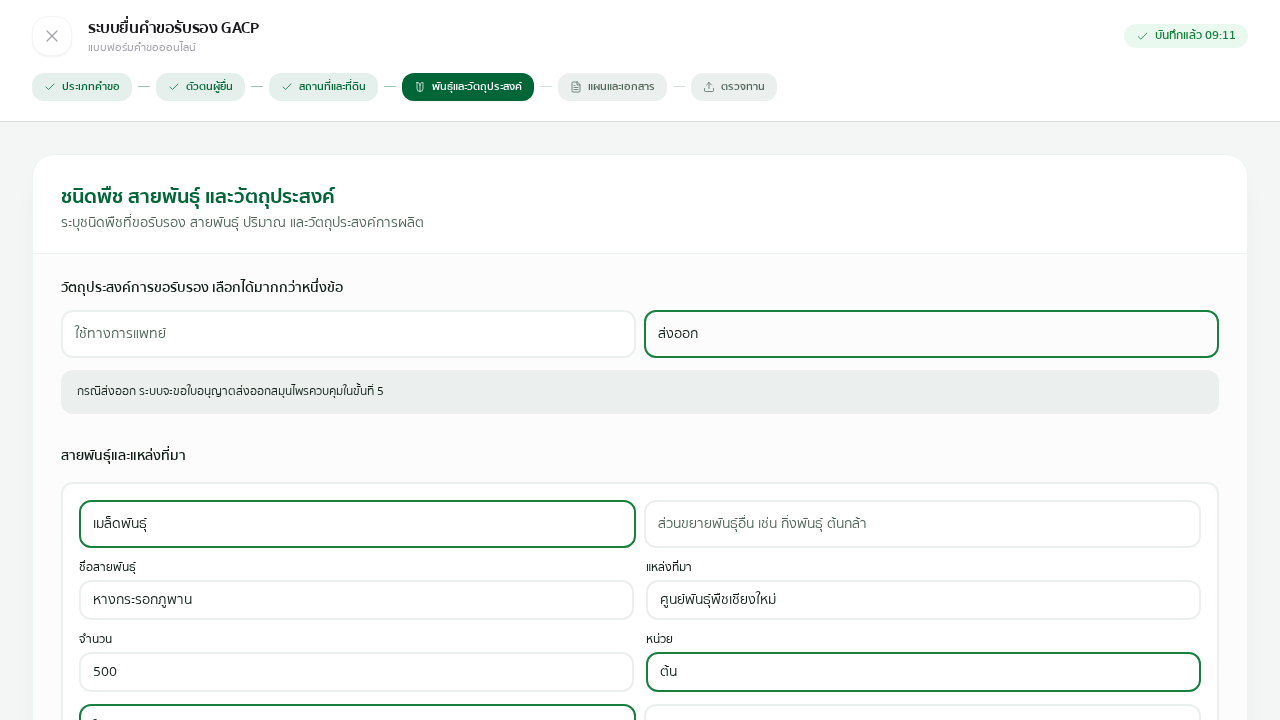 ระบบยื่นคำขอรับรอง GACP
แบบฟอร์มคำขอออนไลน์
บันทึกแล้ว 09:11
ประเภทคำขอ
ตัวตนผู้ยื่น
สถานที่และที่ดิน
พันธุ์และวัตถุประสงค์
แผนและเอกสาร
ตรวจทาน
ชนิดพืช สายพันธุ์ และวัตถุประสงค์
ระบุชนิดพืชที่ขอรับรอง สายพันธุ์ ปริมาณ และวัตถุประสงค์การผลิต
วัตถุประสงค์การขอรับรอง เลือกได้มากกว่าหนึ่งข้อ
ใช้ทางการแพทย์
ส่งออก
กรณีส่งออก ระบบจะขอใบอนุญาตส่งออกสมุนไพรควบคุมในขั้นที่ 5
สายพันธุ์และแหล่งที่มา
เมล็ดพันธุ์
ส่วนขยายพันธุ์อื่น เช่น กิ่งพันธุ์ ต้นกล้า
ชื่อสายพันธุ์
แหล่งที่มา
หางกระรอกภูพาน
ศูนย์พันธุ์พืชเชียงใหม่
จำนวน
หน่วย
500
ต้น